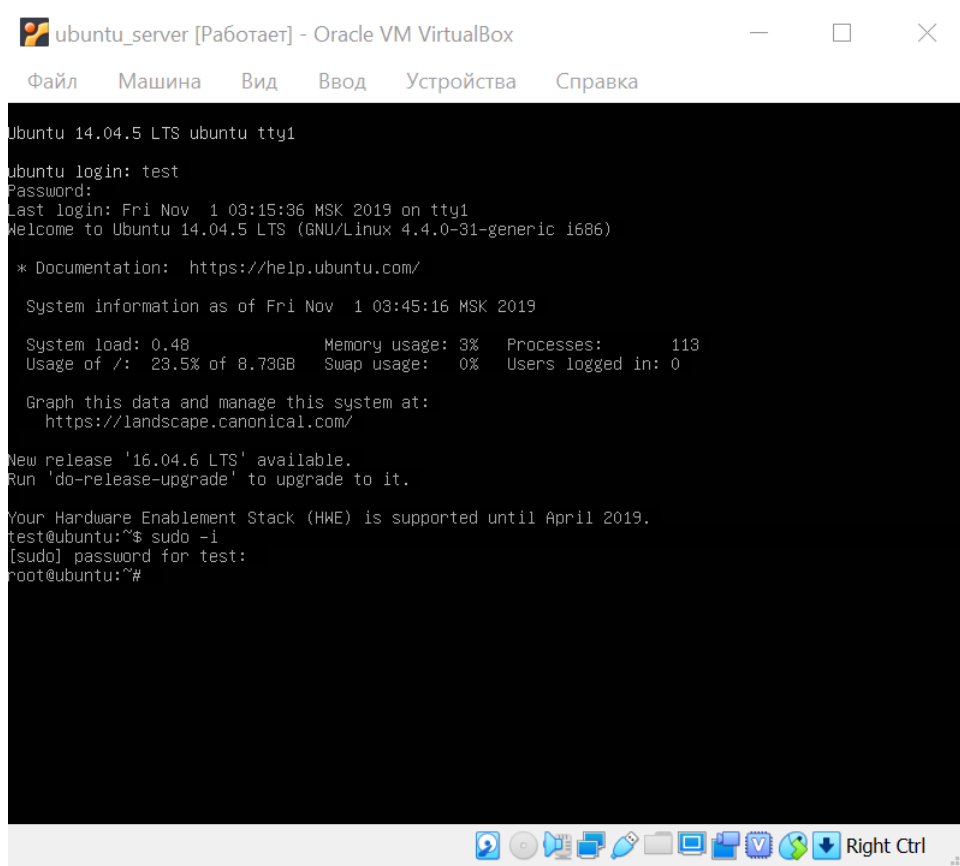 ubuntu_server [Работает] - Oracle VM VirtualBox
Файл Машина Вид Ввод Устройства Справка
Ubuntu 14.04.5 LTS ubuntu tty1
ubuntu login: test
Password:
Last login: Fri Nov  1 03:15:36 MSK 2019 on tty1
Welcome to Ubuntu 14.04.5 LTS (GNU/Linux 4.4.0-31-generic i686)
* Documentation:  https://help.ubuntu.com/
System information as of Fri Nov  1 03:45:16 MSK 2019
System load: 0.48 Memory usage: 3% Processes: 113
Usage of /: 23.5% of 8.73GB Swap usage: 0% Users logged in: 0
Graph this data and manage this system at:
https://landscape.canonical.com/
New release '16.04.6 LTS' available.
Run 'do-release-upgrade' to upgrade to it.
Your Hardware Enablement Stack (HWE) is supported until April 2019.
test@ubuntu:~$ sudo -i
[sudo] password for test:
root@ubuntu:~#
Right Ctrl